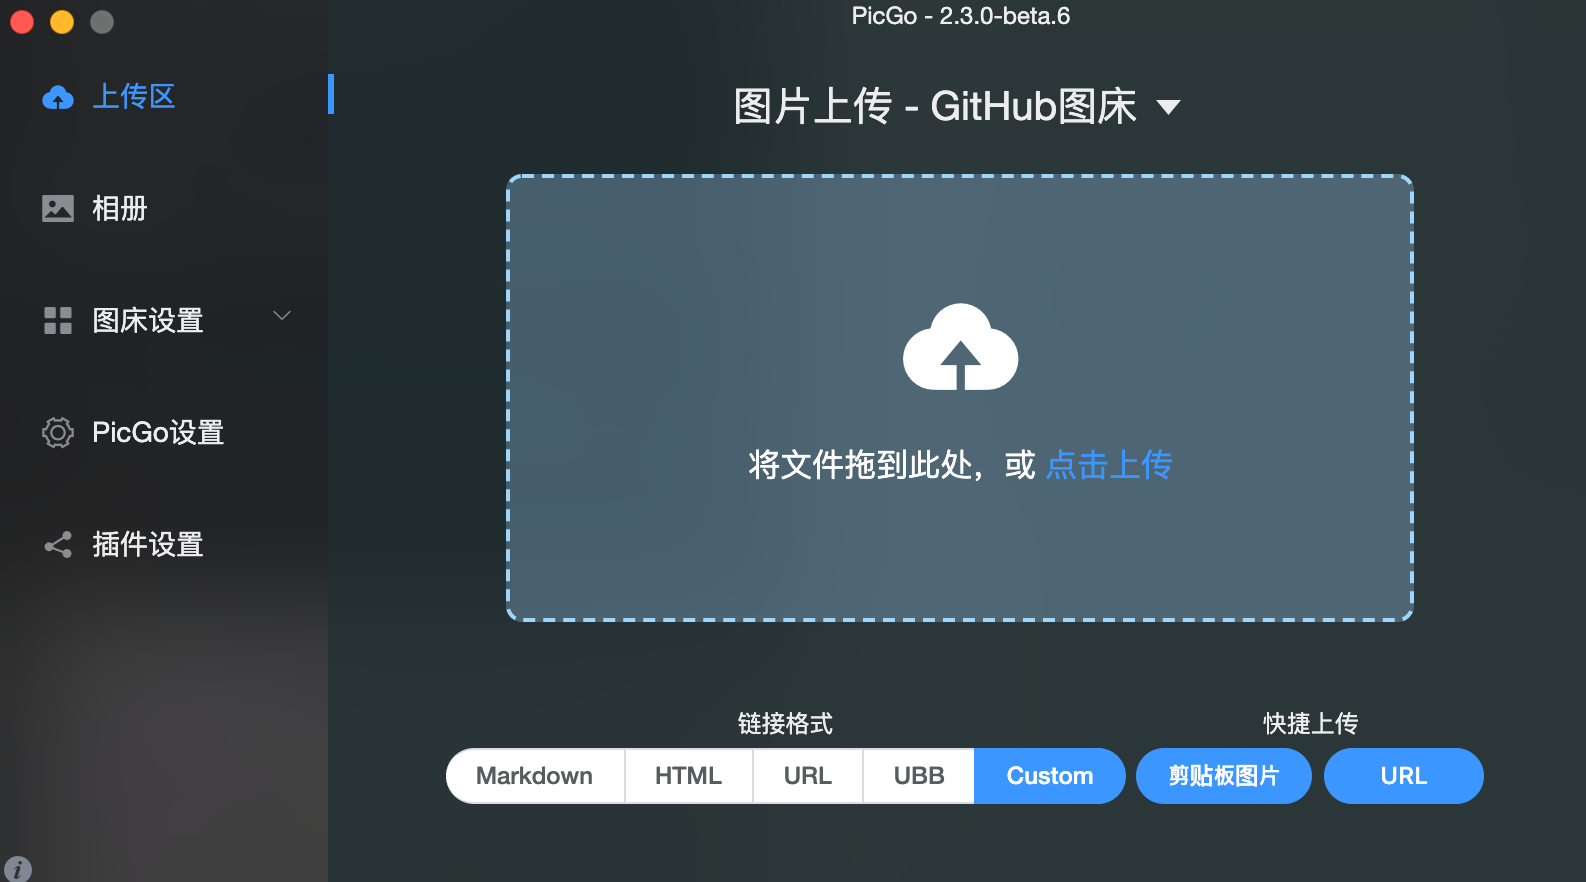 PicGo - 2.3.0-beta.6
上传区
相册
图床设置
PicGo设置
插件设置
图片上传 - GitHub图床
将文件拖到此处，或 点击上传
链接格式
Markdown HTML URL UBB Custom
快捷上传
剪贴板图片 URL
i